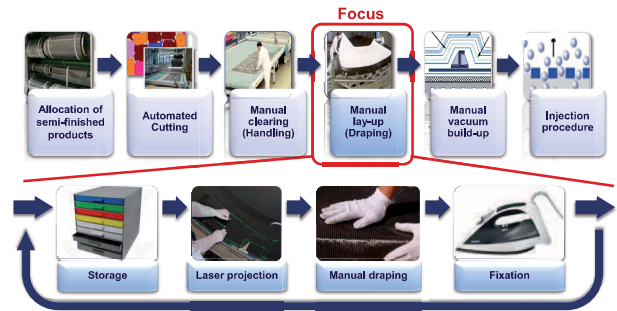 Focus
Allocation of
semi-finished
products
Automated
Cutting
Manual
clearing
(Handling)
Manual
lay-up
(Draping)
Manual
vacuum
build-up
Injection
procedure
Storage
Laser projection
Manual draping
Fixation